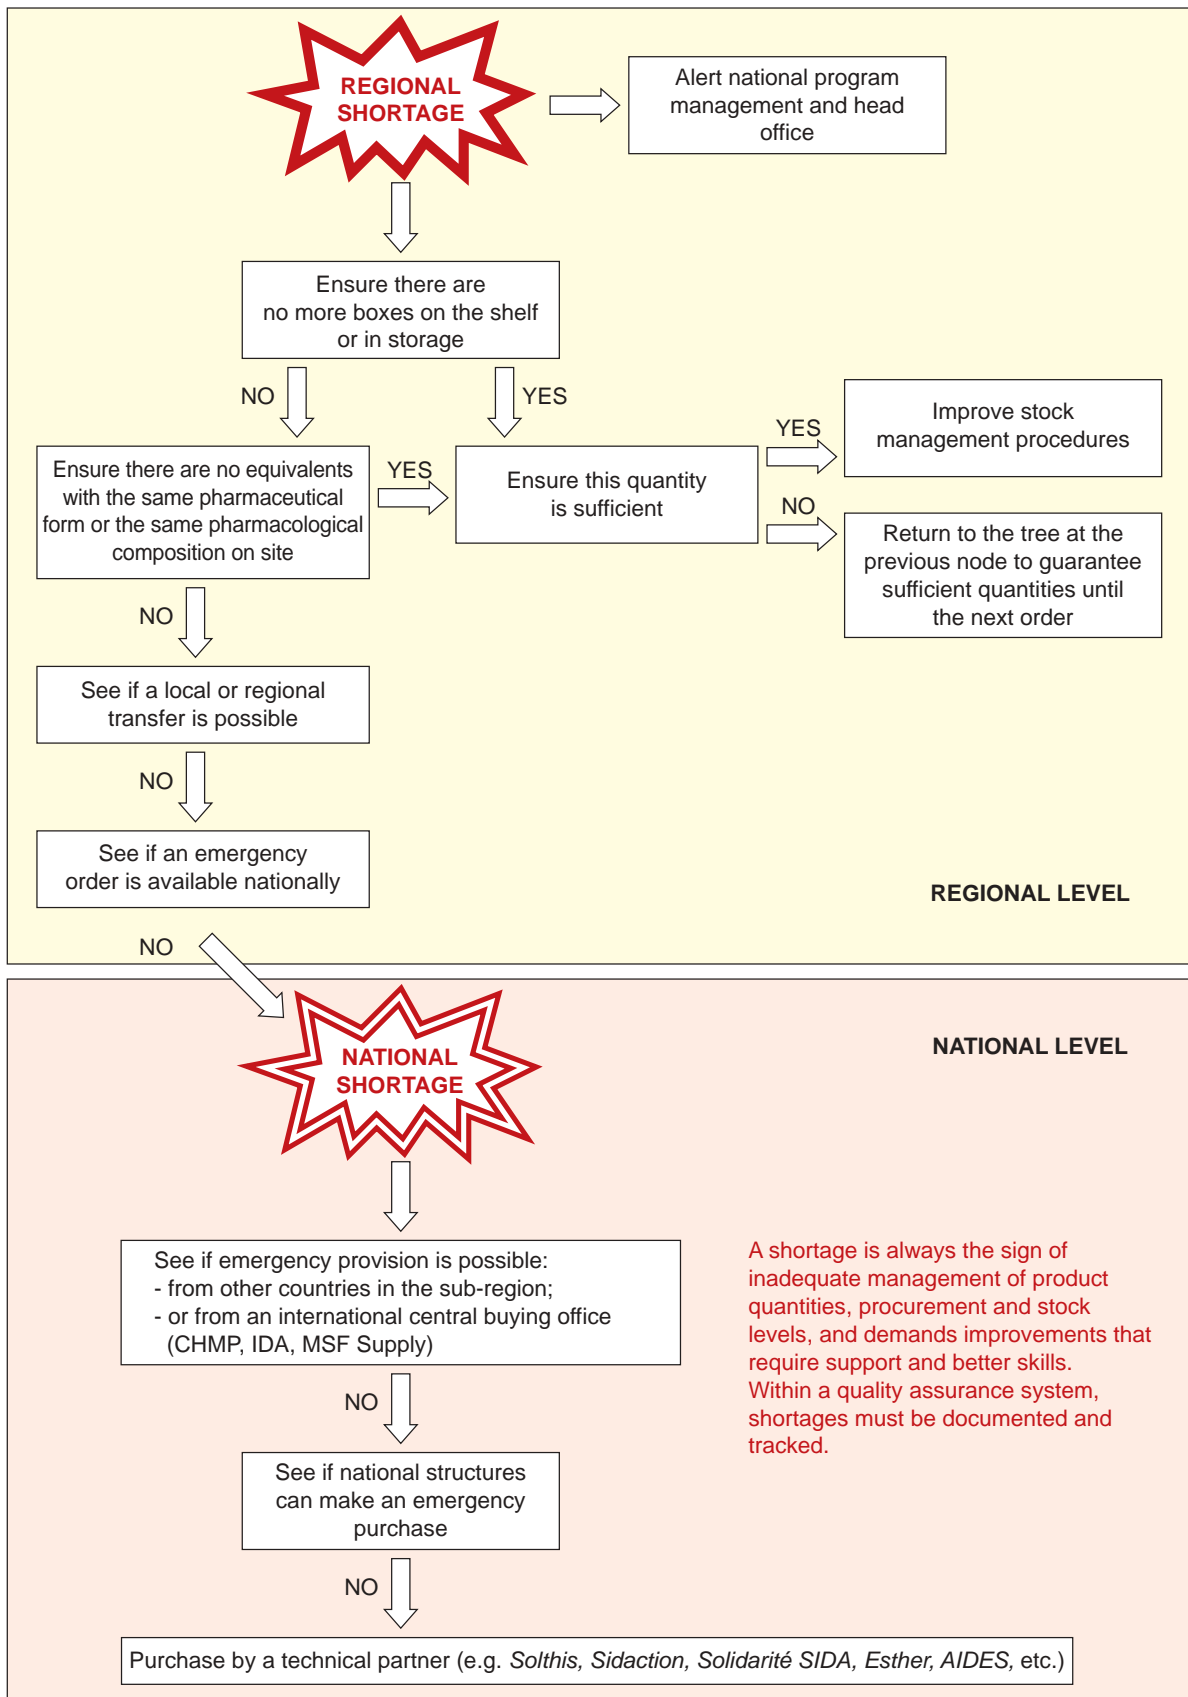 REGIONAL
SHORTAGE
Alert national program
management and head
office
Ensure there are
no more boxes on the shelf
or in storage
NO
YES
Ensure there are no equivalents
with the same pharmaceutical
form or the same pharmacological
composition on site
YES
Ensure this quantity
is sufficient
YES
Improve stock
management procedures
NO
Return to the tree at the
previous node to guarantee
sufficient quantities until
the next order
NO
See if a local or regional
transfer is possible
NO
See if an emergency
order is available nationally
REGIONAL LEVEL
NO
NATIONAL LEVEL
NATIONAL
SHORTAGE
See if emergency provision is possible:
- from other countries in the sub-region;
- or from an international central buying office
(CHMP, IDA, MSF Supply)
A shortage is always the sign of
inadequate management of product
quantities, procurement and stock
levels, and demands improvements that
require support and better skills.
Within a quality assurance system,
shortages must be documented and
tracked.
NO
See if national structures
can make an emergency
purchase
NO
Purchase by a technical partner (e.g. Solthis, Sidaction, Solidarité SIDA, Esther, AIDES, etc.)